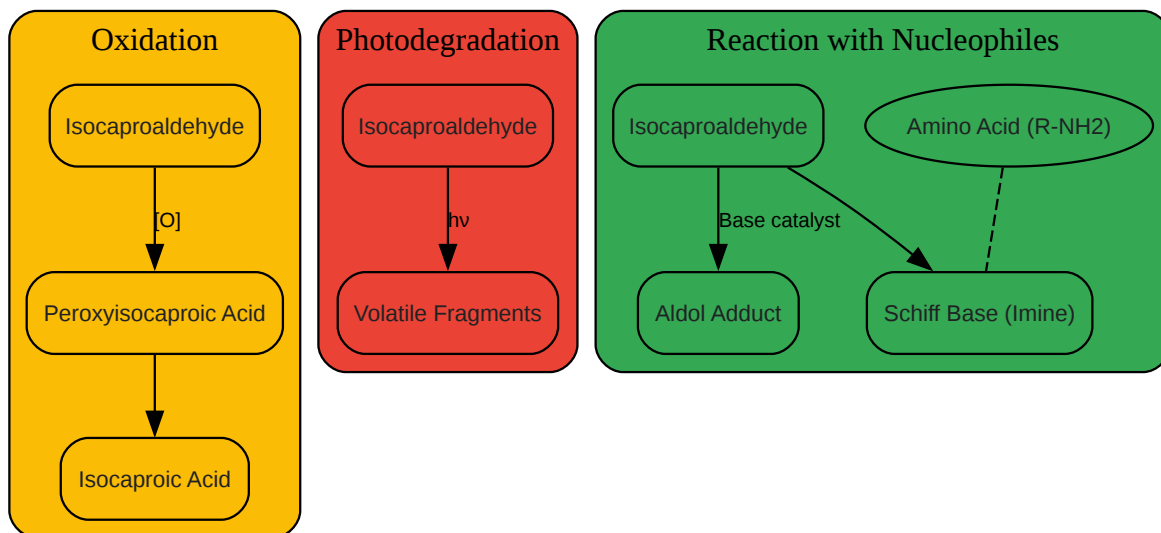 Oxidation
Isocaproaldehyde
[O]
Peroxyisocaproic Acid
Isocaproic Acid
Photodegradation
Isocaproaldehyde
hν
Volatile Fragments
Reaction with Nucleophiles
Isocaproaldehyde
Amino Acid (R-NH2)
Base catalyst
Aldol Adduct
Schiff Base (Imine)